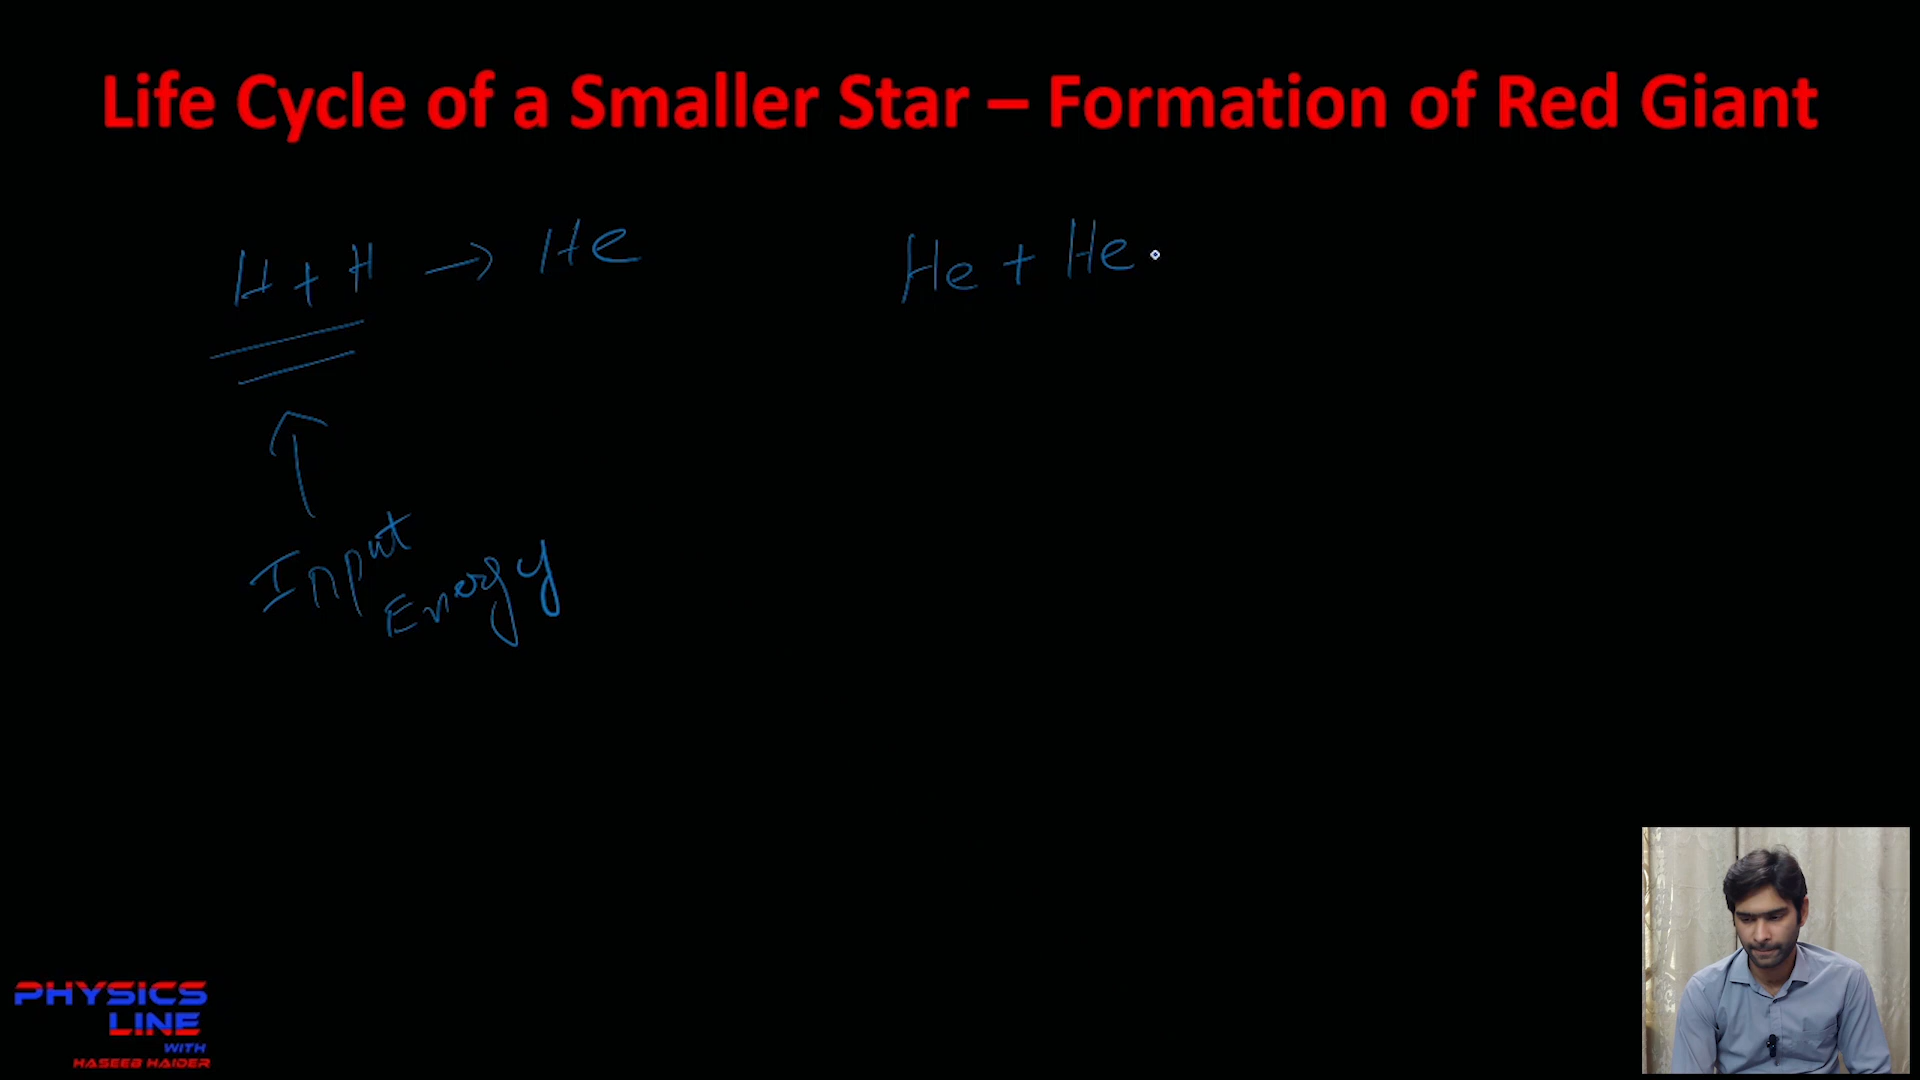 Life Cycle of a Smaller Star – Formation of Red Giant
H + H → He
He + He
Input
Energy
PHYSICS
LINE
WITH
HASEEB HAIDER